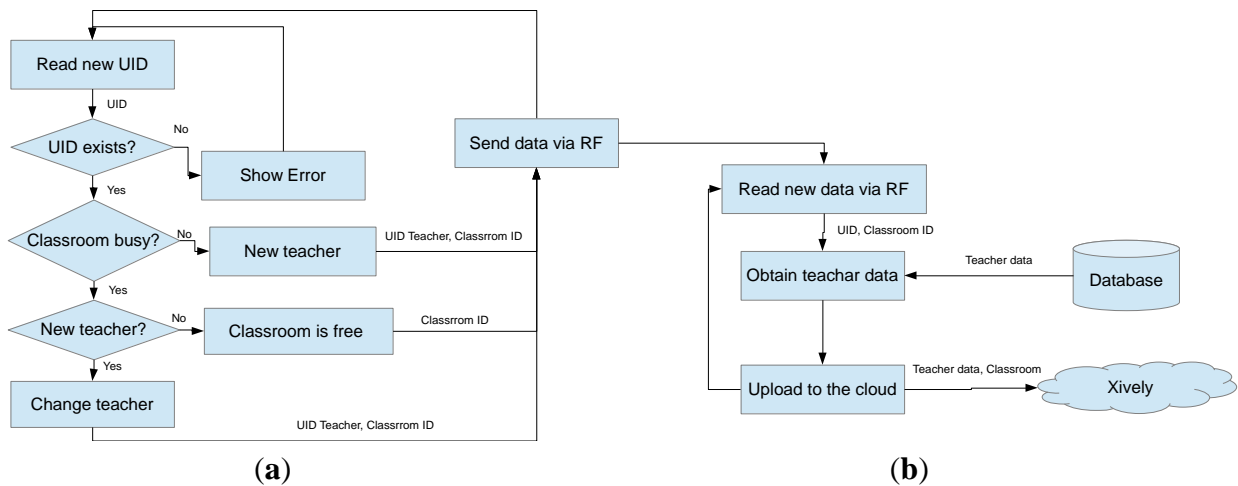 Read new UID
UID
UID exists?
No
Show Error
Yes
Classroom busy?
No
New teacher
UID Teacher, Classrrom ID
Yes
New teacher?
No
Classroom is free
Classrrom ID
Yes
Change teacher
UID Teacher, Classrrom ID
Send data via RF
(a)
Read new data via RF
UID, Classroom ID
Obtain teachar data
Teacher data
Database
Upload to the cloud
Teacher data, Classroom
Xively
(b)